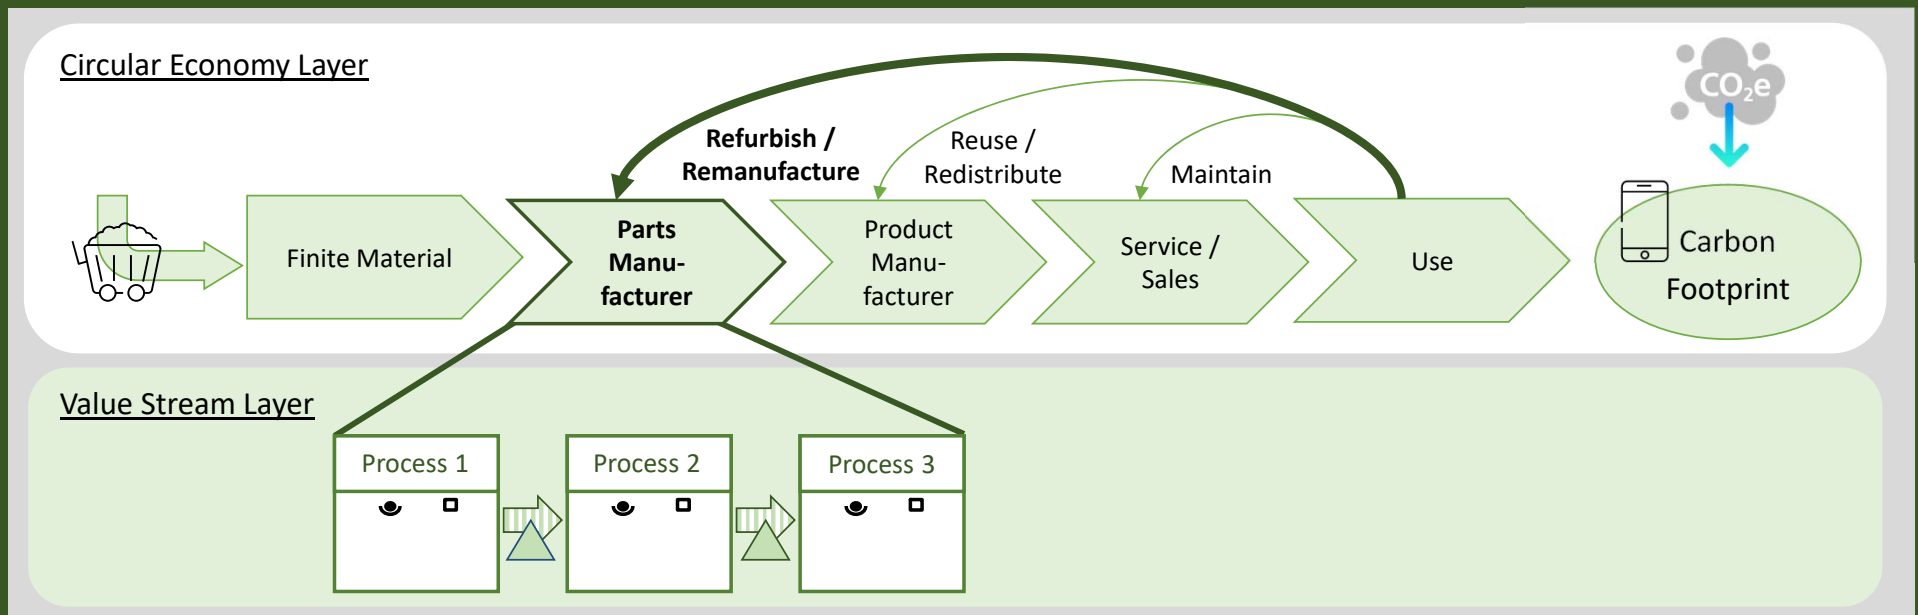 Circular Economy Layer
CO₂e
Refurbish /
Remanufacture
Reuse /
Redistribute
Maintain
Finite Material
Parts
Manu-
facturer
Product
Manu-
facturer
Service /
Sales
Use
Carbon
Footprint
Value Stream Layer
Process 1
Process 2
Process 3